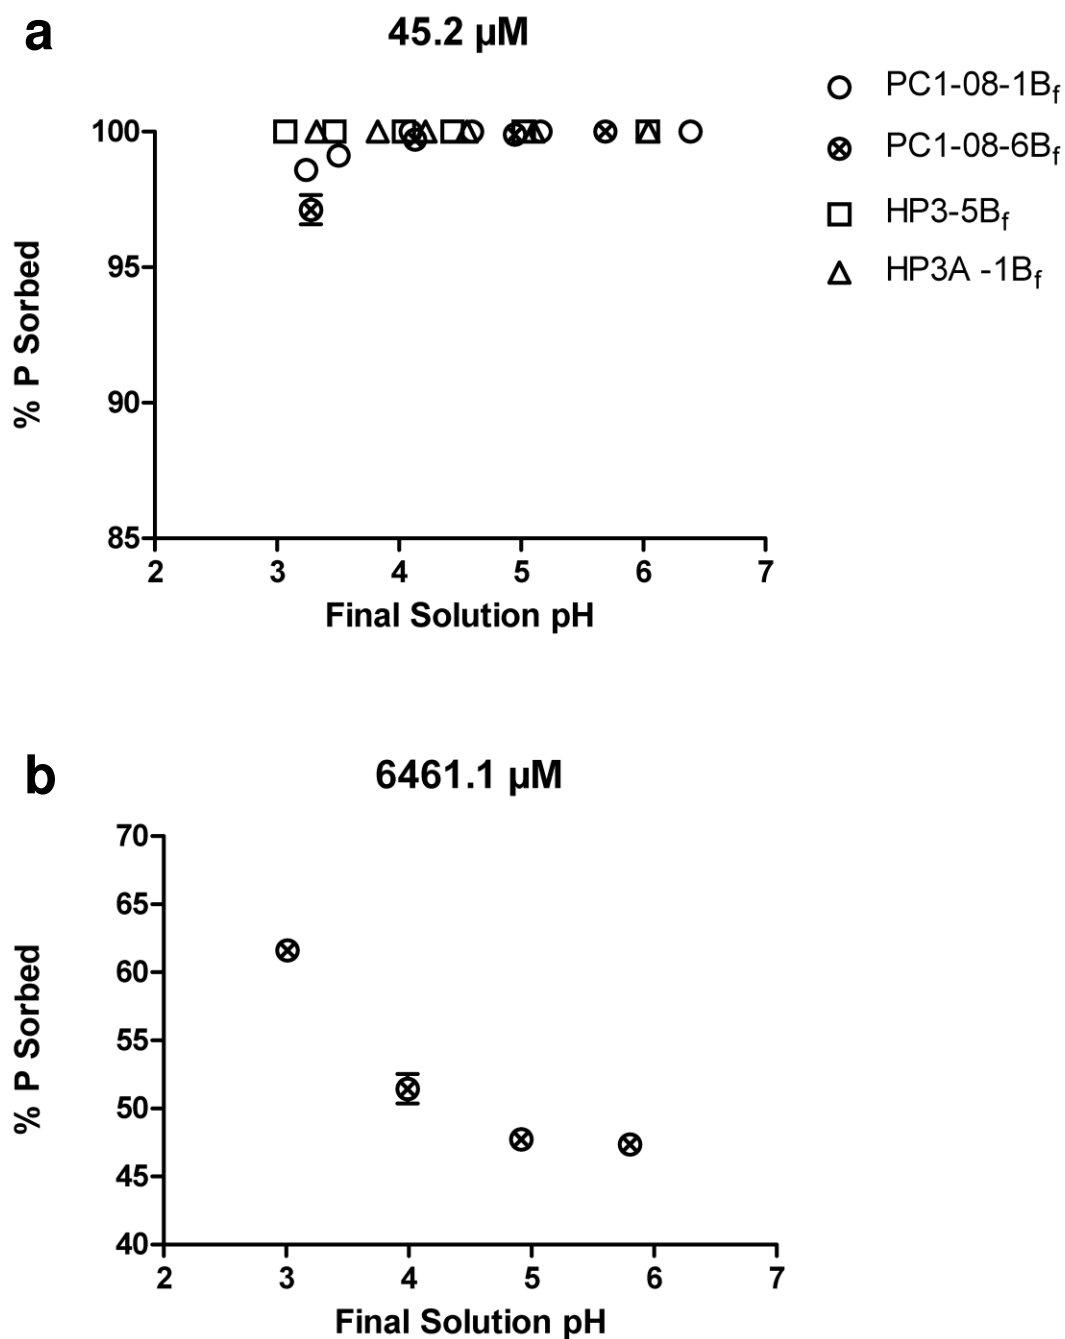 a
45.2 µM
PC1-08-1Bf
PC1-08-6Bf
HP3-5Bf
HP3A -1Bf
% P Sorbed
100
95
90
85
2 3 4 5 6 7
Final Solution pH
b
6461.1 µM
% P Sorbed
70
65
60
55
50
45
40
2 3 4 5 6 7
Final Solution pH